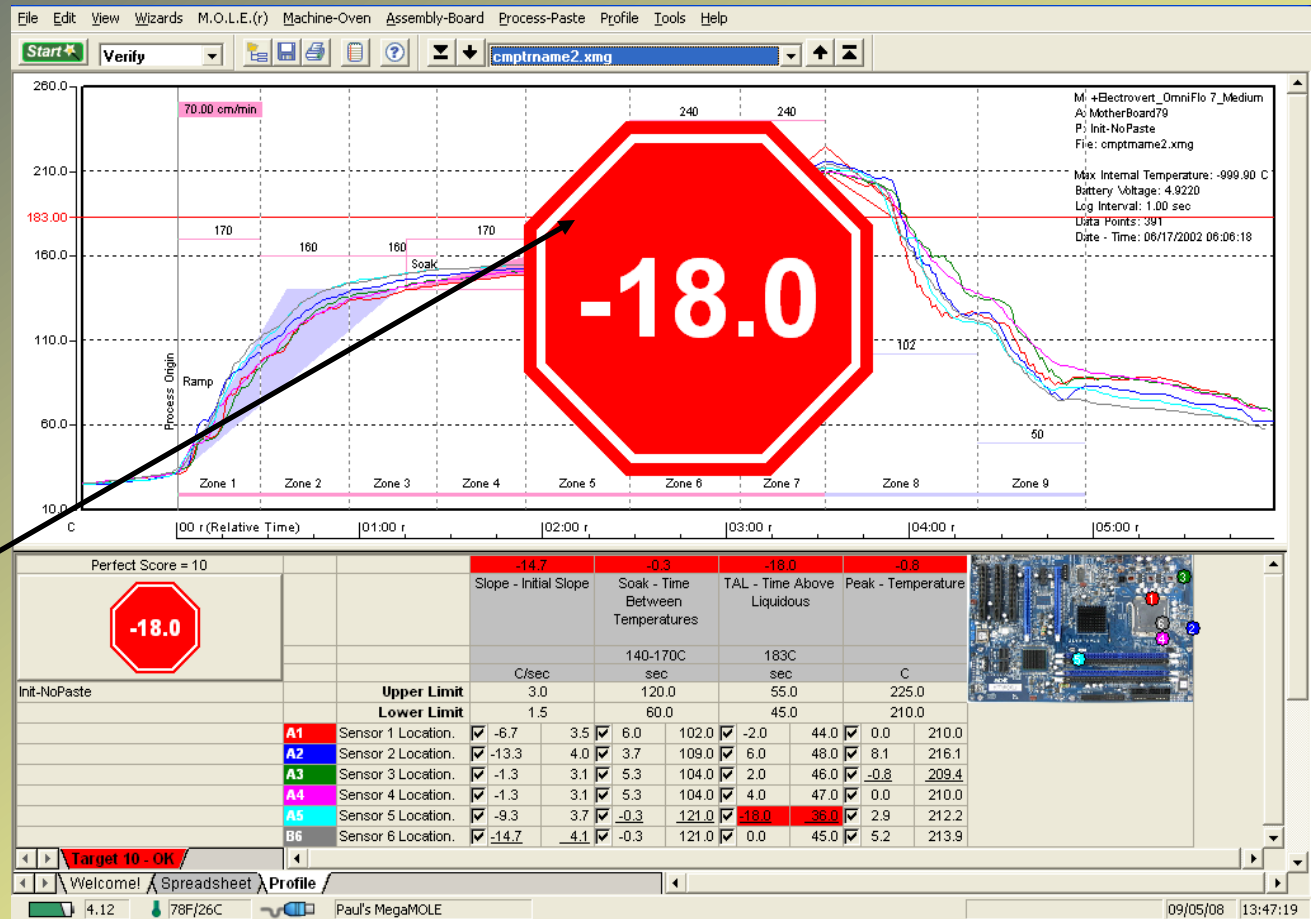 File Edit View Wizards M.O.L.E.(r) Machine-Oven Assembly-Board Process-Paste Profile Tools Help
Start Verify cmptrname2.xmg
260.0
210.0
183.00
160.0
110.0
60.0
10.0
C
70.00 cm/min
240 240
170 160 160 170
Soak
Ramp
Process Origin
-18.0
102
50
M: +Electrovert_OmniFlo 7_Medium
A: MotherBoard79
P: Init-NoPaste
File: cmptrname2.xmg
Max Internal Temperature: -999.90 C
Battery Voltage: 4.9220
Log Interval: 1.00 sec
Data Points: 391
Date - Time: 06/17/2002 06:06:18
Zone 1 Zone 2 Zone 3 Zone 4 Zone 5 Zone 6 Zone 7 Zone 8 Zone 9
00 r(Relative Time) 01:00 r 02:00 r 03:00 r 04:00 r 05:00 r
Perfect Score = 10 -14.7 -0.3 -18.0 -0.8
-18.0
Slope - Initial Slope
Soak - Time Between Temperatures
TAL - Time Above Liquidous
Peak - Temperature
140-170C 183C
C/sec sec sec C
Init-NoPaste Upper Limit 3.0 120.0 55.0 225.0
Lower Limit 1.5 60.0 45.0 210.0
A1 Sensor 1 Location. -6.7 3.5 6.0 102.0 -2.0 44.0 0.0 210.0
A2 Sensor 2 Location. -13.3 4.0 3.7 109.0 6.0 48.0 8.1 216.1
A3 Sensor 3 Location. -1.3 3.1 5.3 104.0 2.0 46.0 -0.8 209.4
A4 Sensor 4 Location. -1.3 3.1 5.3 104.0 4.0 47.0 0.0 210.0
A5 Sensor 5 Location. -9.3 3.7 -0.3 121.0 -18.0 36.0 2.9 212.2
B6 Sensor 6 Location. -14.7 4.1 -0.3 121.0 0.0 45.0 5.2 213.9
3
1
6
2
4
Target 10 - OK
Welcome! Spreadsheet Profile
4.12 78F/26C Paul's MegaMOLE 09/05/08 13:47:19